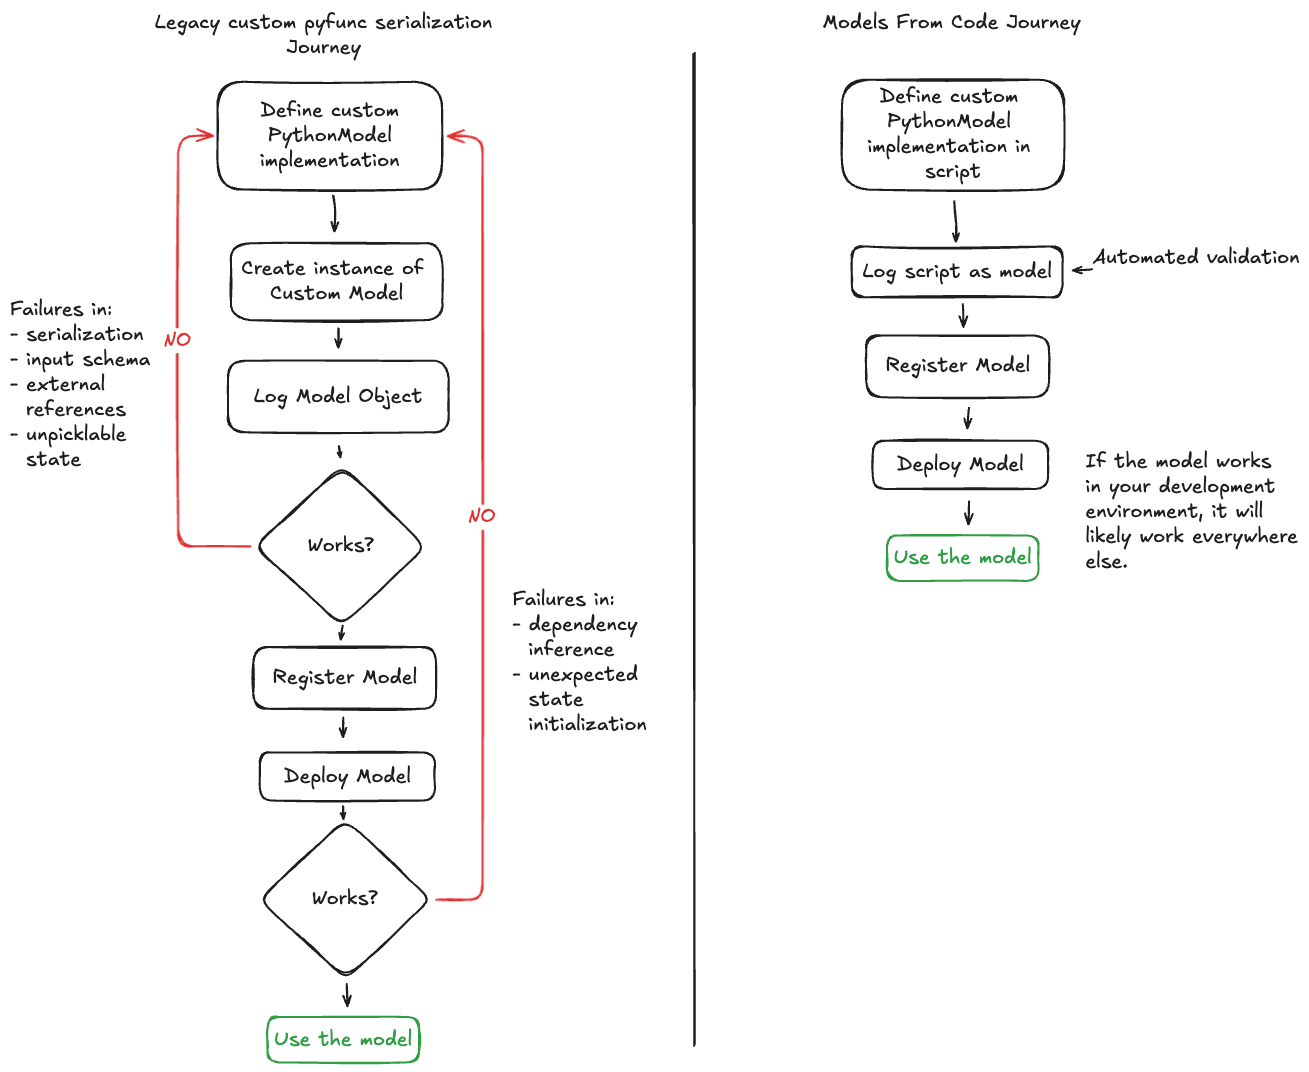 Legacy custom pyfunc serialization
Journey
Define custom
PythonModel
implementation
Create instance of
Custom Model
Failures in:
- serialization
- input schema
- external
references
- unpicklable
state
NO
Log Model Object
Works?
NO
Failures in:
- dependency
inference
- unexpected
state
initialization
Register Model
Deploy Model
Works?
Use the model
Models From Code Journey
Define custom
PythonModel
implementation in
script
Log script as model
Automated validation
Register Model
Deploy Model
If the model works
in your development
environment, it will
likely work everywhere
else.
Use the model